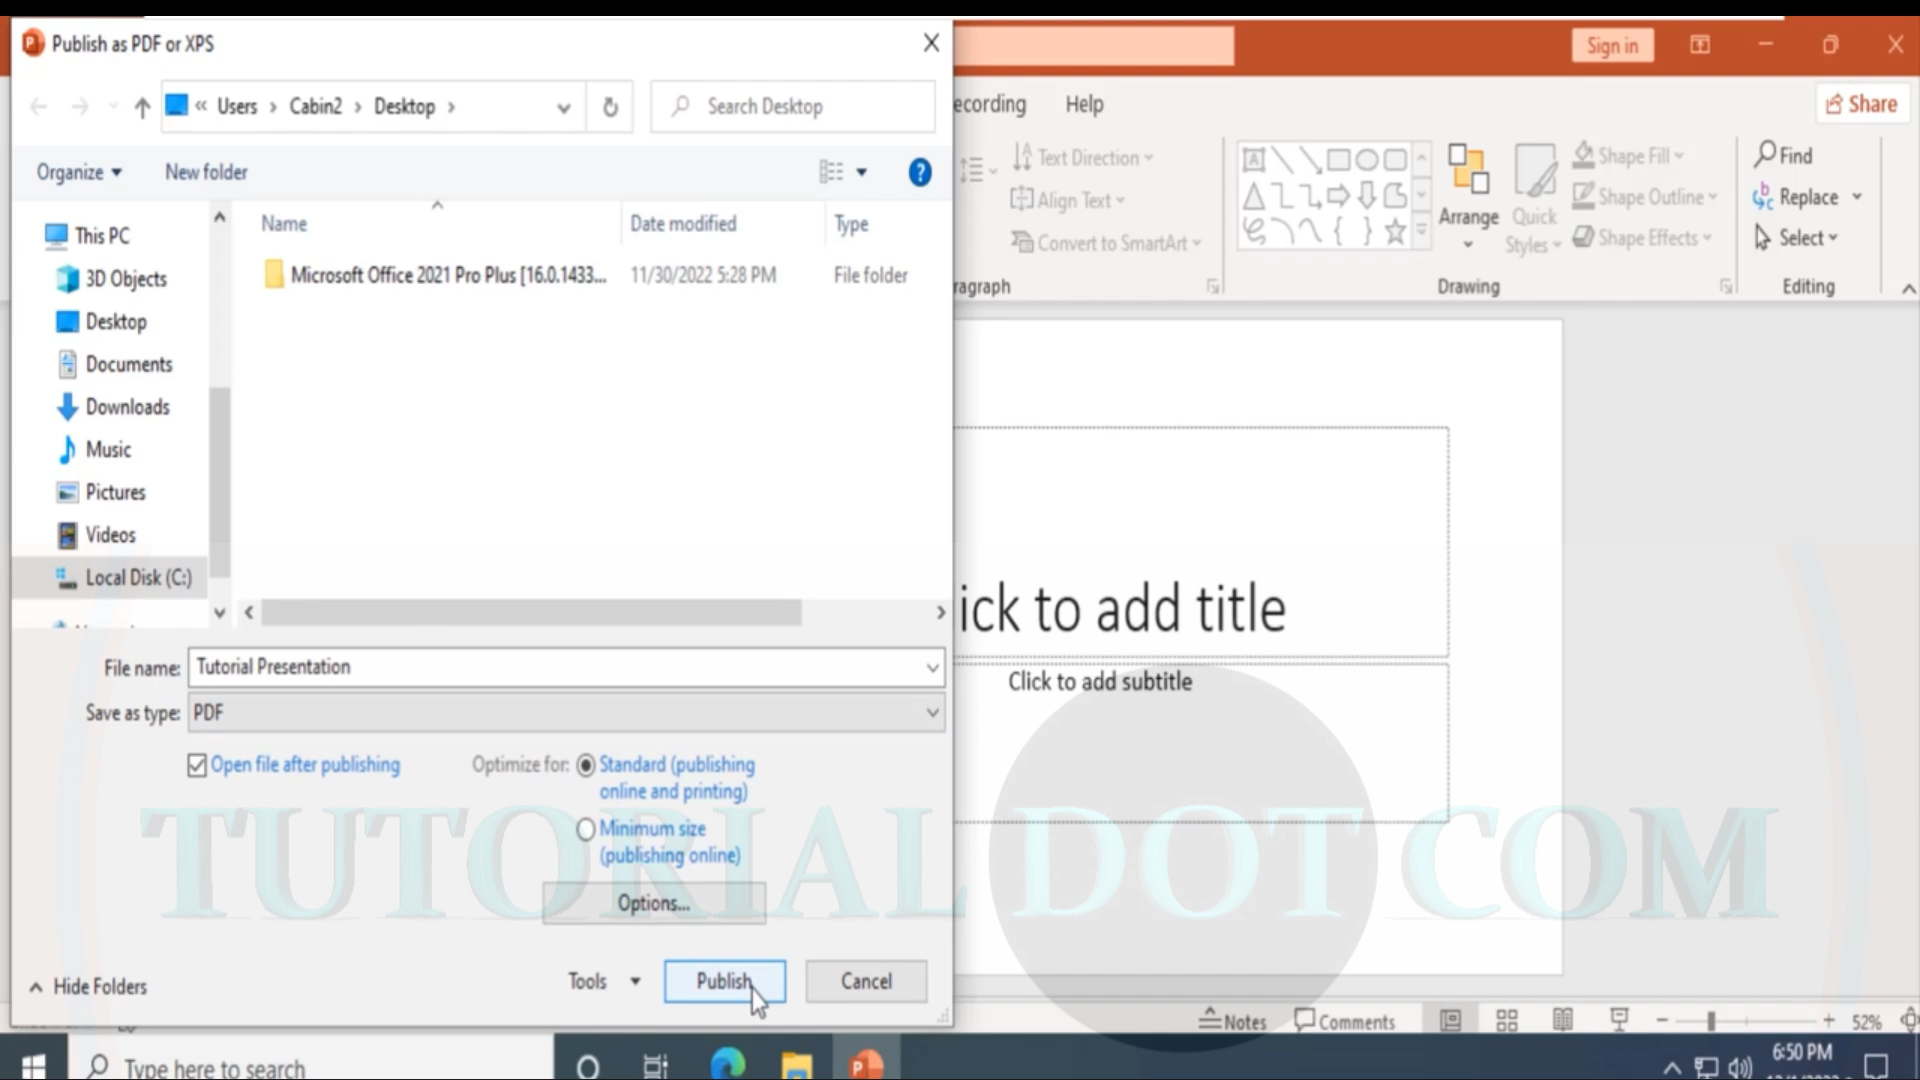 Publish as PDF or XPS
Sign in
« Users › Cabin2 › Desktop ›
Search Desktop
ecording Help
Share
Organize New folder
Text Direction
Align Text
Convert to SmartArt
Arrange
Quick
Styles
Shape Fill
Shape Outline
Shape Effects
Find
Replace
Select
ragraph
Drawing
Editing
Name Date modified Type
Microsoft Office 2021 Pro Plus [16.0.1433... 11/30/2022 5:28 PM File folder
This PC
3D Objects
Desktop
Documents
Downloads
Music
Pictures
Videos
Local Disk (C:)
ick to add title
Click to add subtitle
File name: Tutorial Presentation
Save as type: PDF
Open file after publishing
Optimize for: Standard (publishing
online and printing)
Minimum size
(publishing online)
Options...
TUTORIAL DOT COM
Hide Folders
Tools Publish Cancel
Notes Comments 52%
Type here to search
6:50 PM